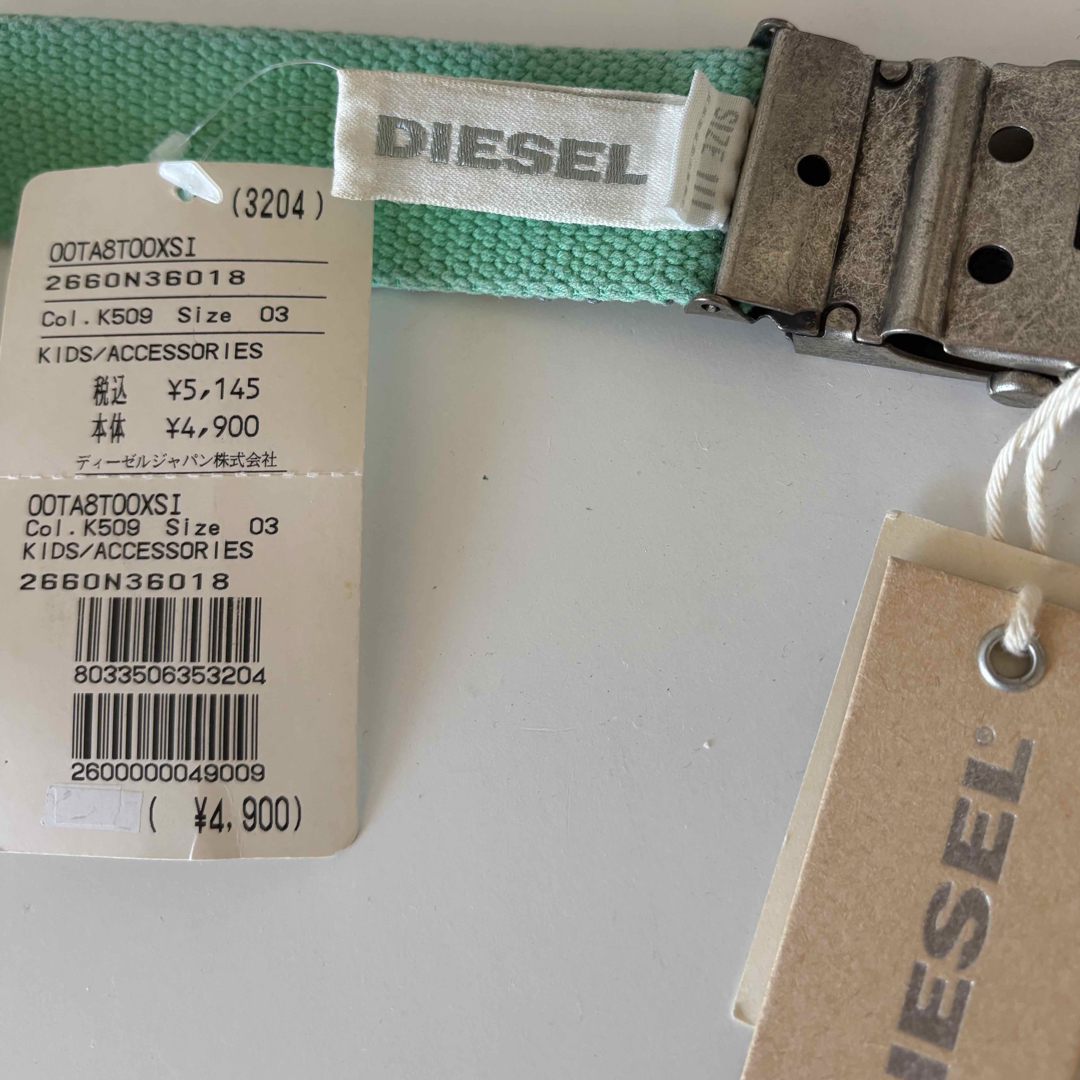 DIESEL
SIZE III
(3204)
00TA8T00XSI
2660N36018
Col.K509 Size 03
KIDS/ACCESSORIES
税込 ¥5,145
本体 ¥4,900
ディーゼルジャパン株式会社
00TA8T00XSI
Col.K509 Size 03
KIDS/ACCESSORIES
2660N36018
8033506353204
2600000049009
( ¥4,900)
IESEL®